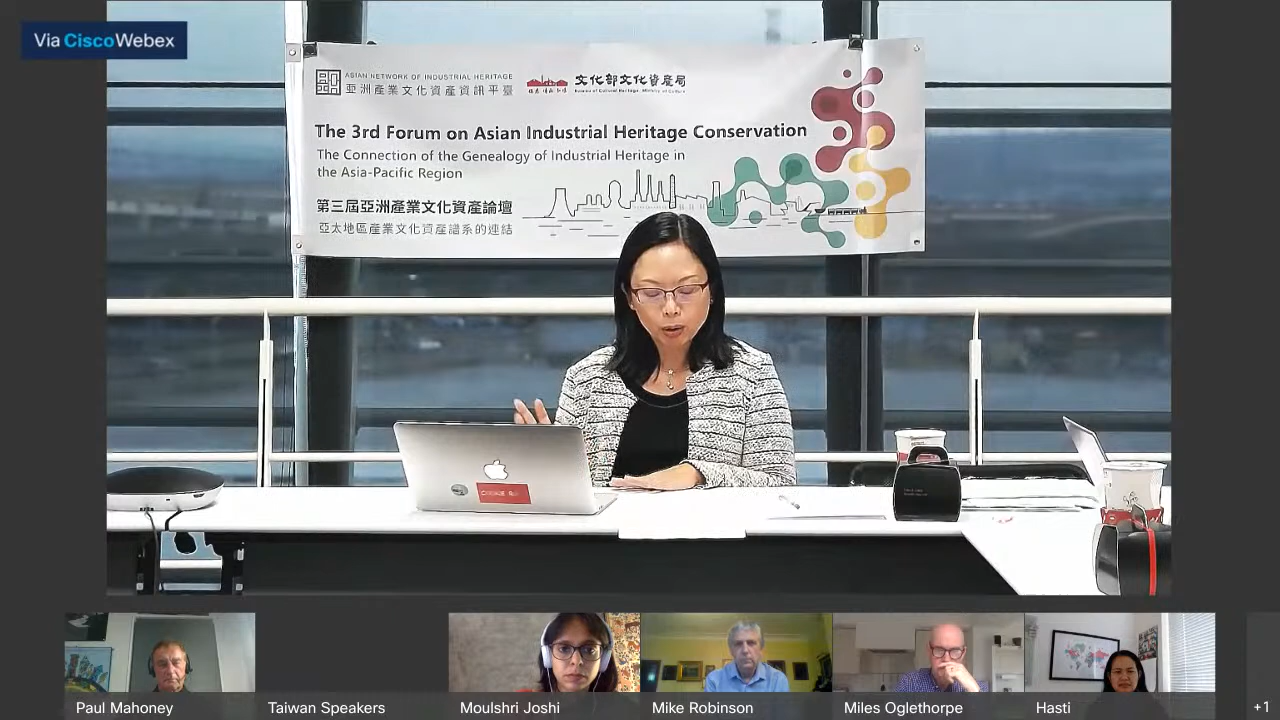 Via CiscoWebex
ASIAN NETWORK OF INDUSTRIAL HERITAGE
亞洲產業文化資產資訊平臺
文化部文化資產局
Bureau of Cultural Heritage, Ministry of Culture
The 3rd Forum on Asian Industrial Heritage Conservation
The Connection of the Genealogy of Industrial Heritage in
the Asia-Pacific Region
第三屆亞洲產業文化資產論壇
亞太地區產業文化資產譜系的連結
Paul Mahoney
Taiwan Speakers
Moulshri Joshi
Mike Robinson
Miles Oglethorpe
Hasti
+1